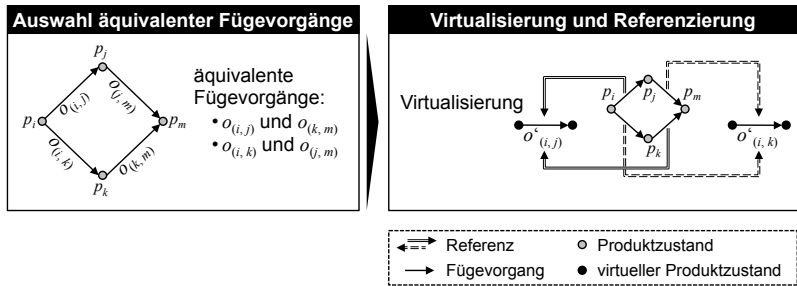 Auswahl äquivalenter Fügevorgänge
p_j
o_(i, j)
o_(j, m)
p_i
p_m
o_(i, k)
o_(k, m)
p_k
äquivalente
Fügevorgänge:
• o_(i, j) und o_(k, m)
• o_(i, k) und o_(j, m)
Virtualisierung und Referenzierung
Virtualisierung
p_i
p_j
p_m
p_k
o‘_(i, j)
o‘_(i, k)
Referenz
Produktzustand
Fügevorgang
virtueller Produktzustand